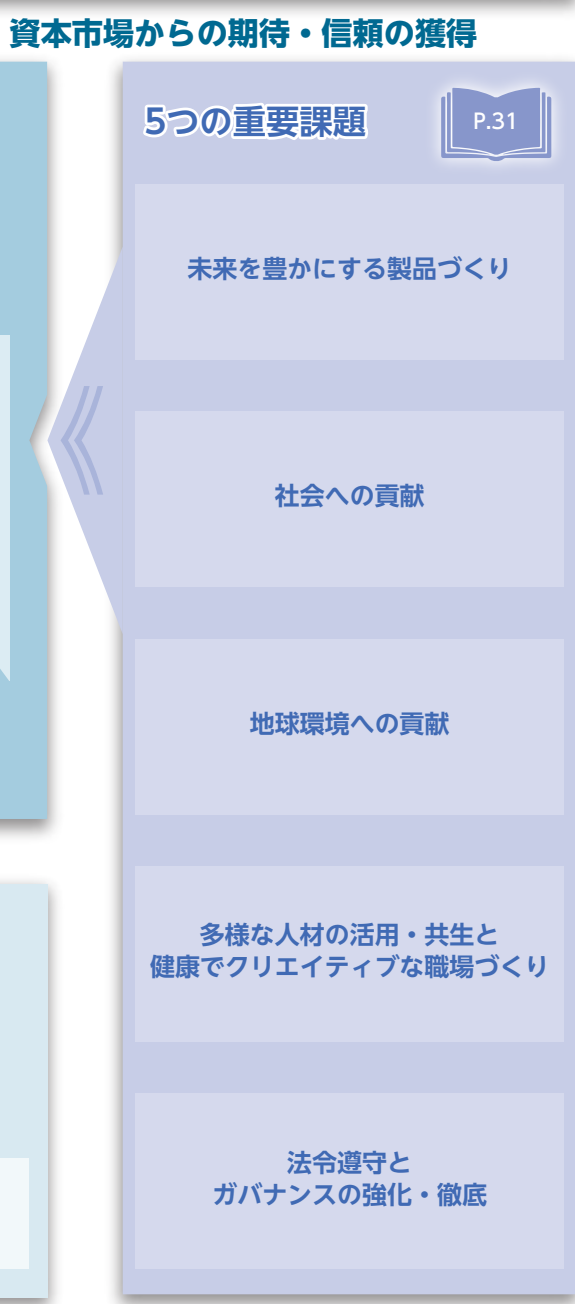 資本市場からの期待・信頼の獲得
5つの重要課題
P.31
未来を豊かにする製品づくり
社会への貢献
地球環境への貢献
多様な人材の活用・共生と
健康でクリエイティブな職場づくり
法令遵守と
ガバナンスの強化・徹底